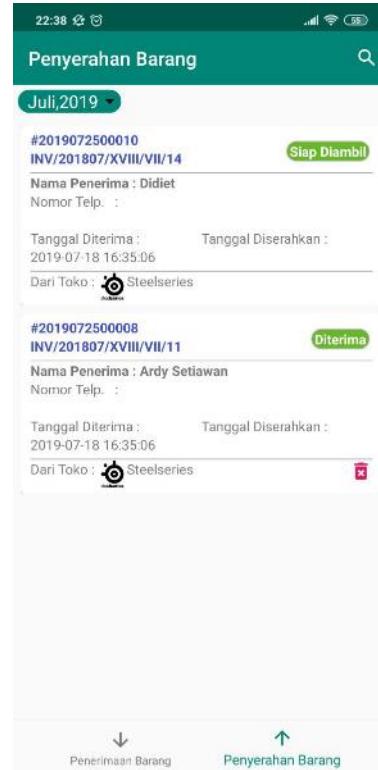 22:38
55
Penyerahan Barang
Juli,2019
#2019072500010
INV/201807/XVIII/VII/14
Siap Diambil
Nama Penerima : Didiet
Nomor Telp. :
Tanggal Diterima : Tanggal Diserahkan :
2019-07-18 16:35:06
Dari Toko : Steelseries
#2019072500008
INV/201807/XVIII/VII/11
Diterima
Nama Penerima : Ardy Setiawan
Nomor Telp. :
Tanggal Diterima : Tanggal Diserahkan :
2019-07-18 16:35:06
Dari Toko : Steelseries
Penerimaan Barang Penyerahan Barang